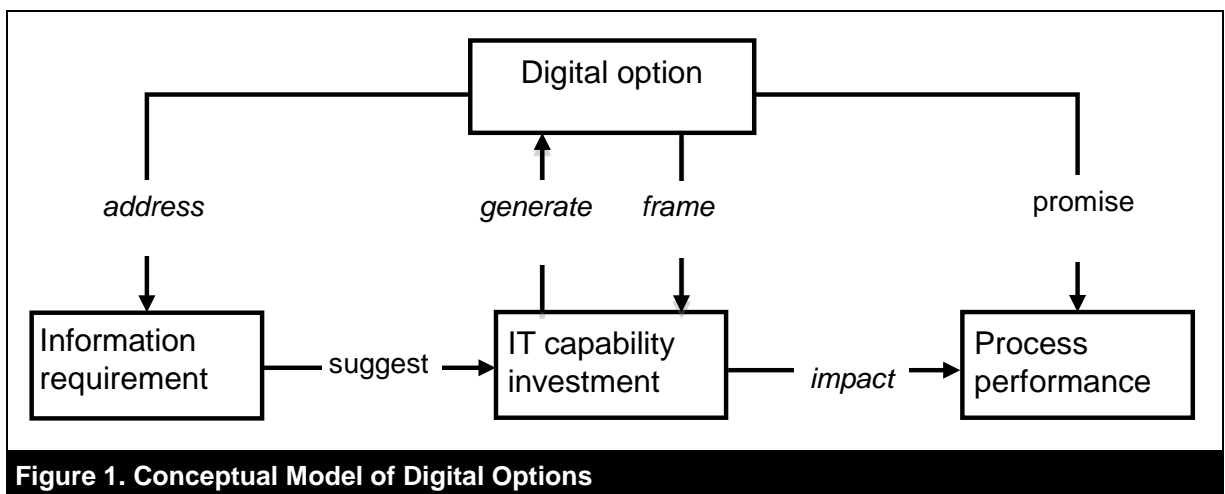 Digital option
address
generate
frame
promise
Information
requirement
suggest
IT capability
investment
impact
Process
performance
Figure 1. Conceptual Model of Digital Options